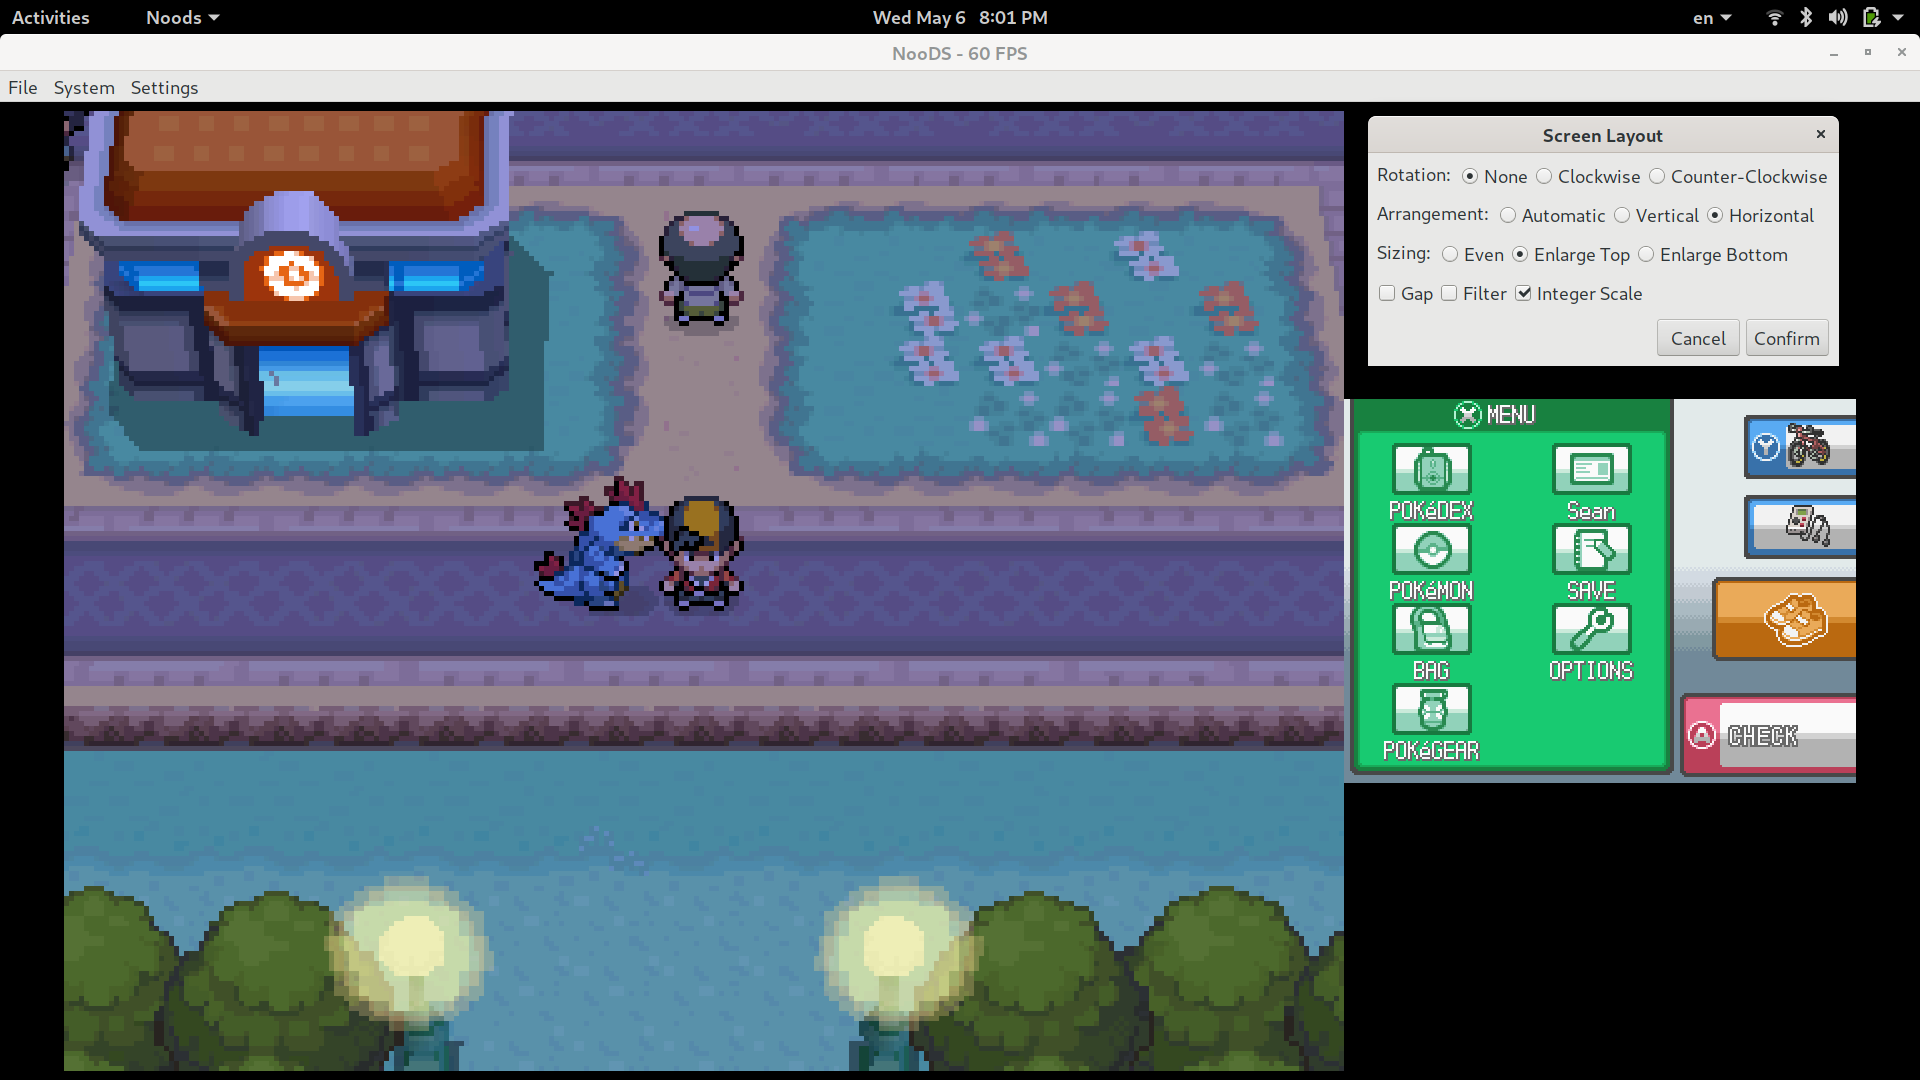 Activities Noods Wed May 6 8:01 PM en
NooDS - 60 FPS
File System Settings
Screen Layout
Rotation: None Clockwise Counter-Clockwise
Arrangement: Automatic Vertical Horizontal
Sizing: Even Enlarge Top Enlarge Bottom
Gap Filter Integer Scale
Cancel Confirm
X MENU
Y
POKéDEX Sean
POKéMON SAVE
BAG OPTIONS
A CHECK
POKéGEAR